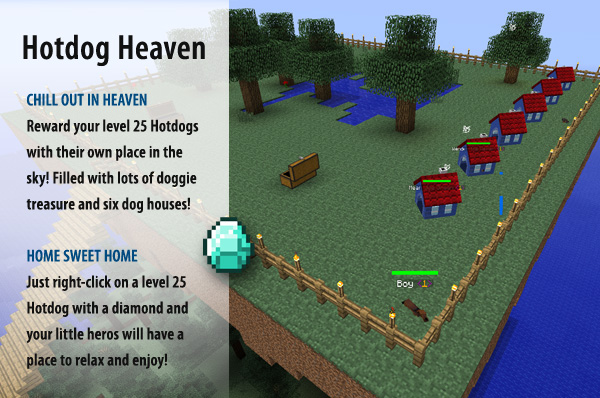 Hotdog Heaven
CHILL OUT IN HEAVEN
Reward your level 25 Hotdogs
with their own place in the
sky! Filled with lots of doggie
treasure and six dog houses!
HOME SWEET HOME
Just right-click on a level 25
Hotdog with a diamond and
your little heros will have a
place to relax and enjoy!
Boy